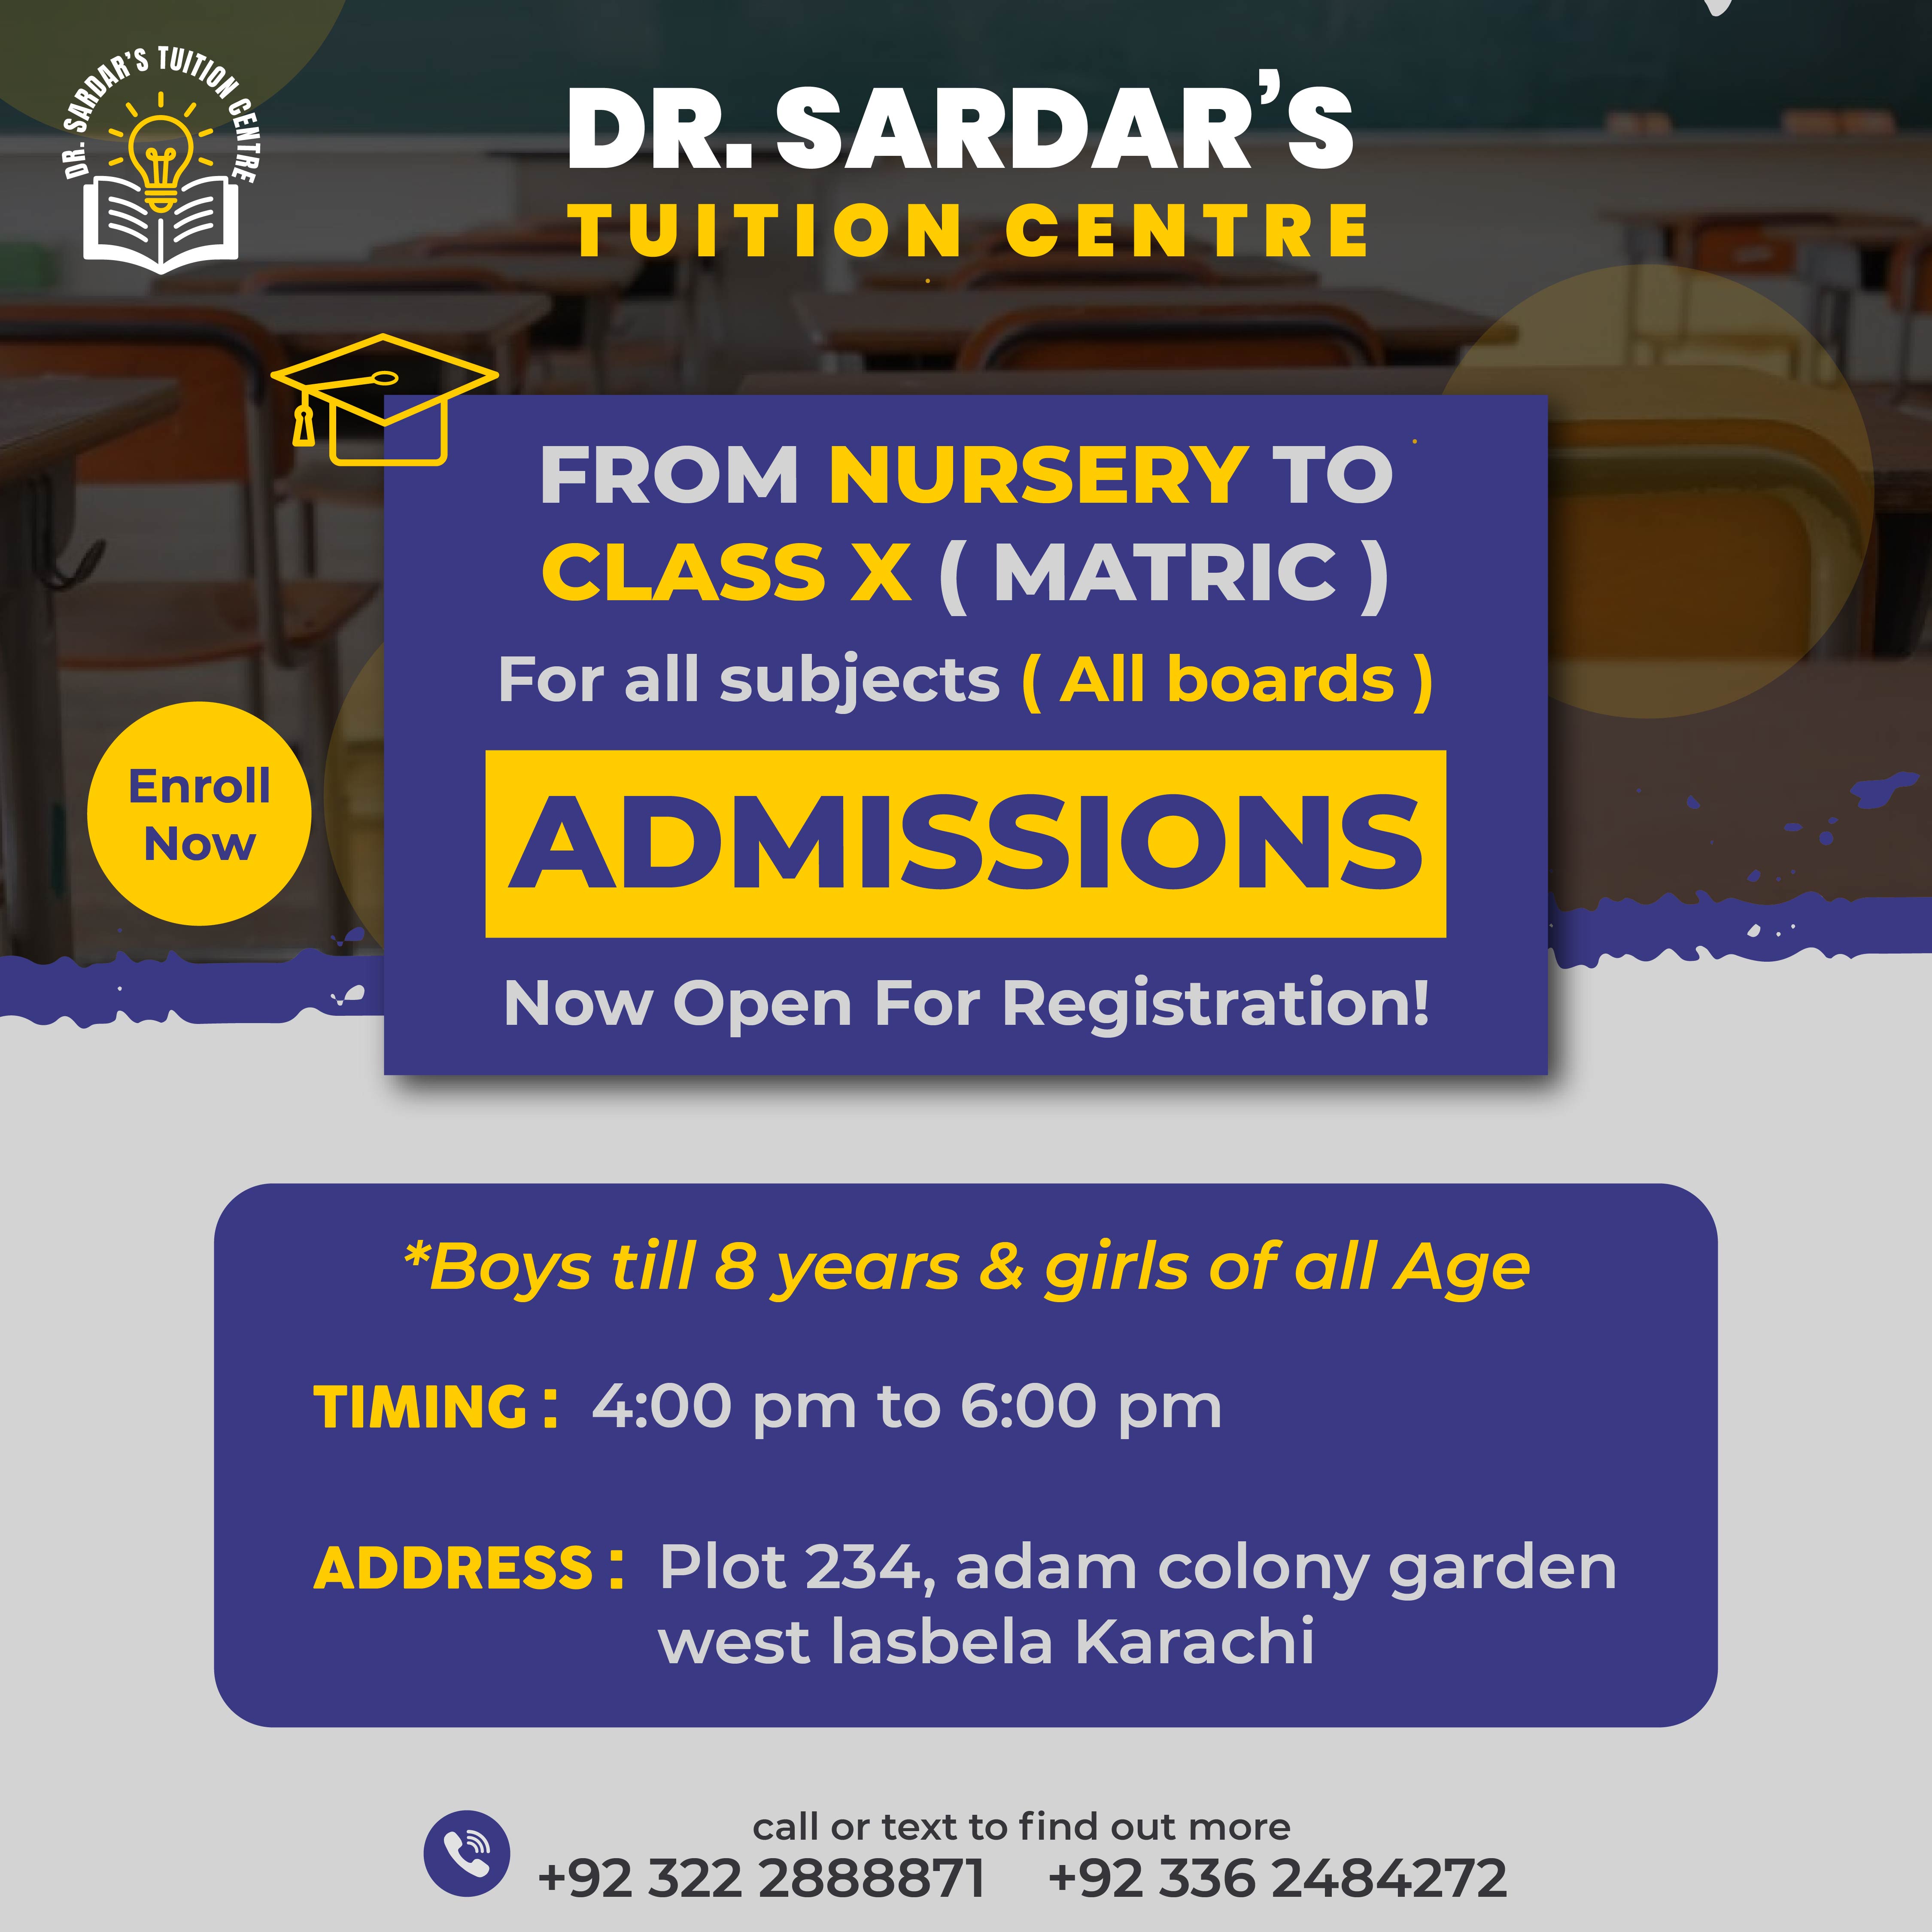 DR. SARDAR'S TUITION CENTRE
DR. SARDAR'S
TUITION CENTRE
FROM NURSERY TO
CLASS X ( MATRIC )
For all subjects ( All boards )
Enroll
Now
ADMISSIONS
Now Open For Registration!
*Boys till 8 years & girls of all Age
TIMING : 4:00 pm to 6:00 pm
ADDRESS : Plot 234, adam colony garden
west lasbela Karachi
call or text to find out more
+92 322 2888871 +92 336 2484272